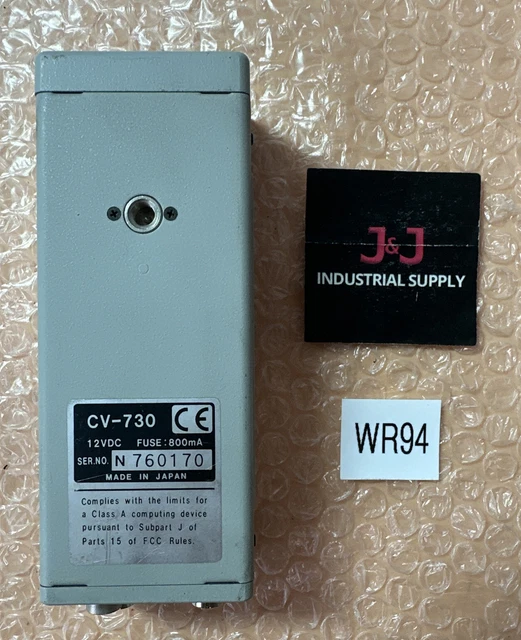 J&J
INDUSTRIAL SUPPLY
WR94
CV-730 CE
12VDC FUSE:800mA
SER.NO. N 760170
MADE IN JAPAN
Complies with the limits for
a Class A computing device
pursuant to Subpart J of
Parts 15 of FCC Rules.